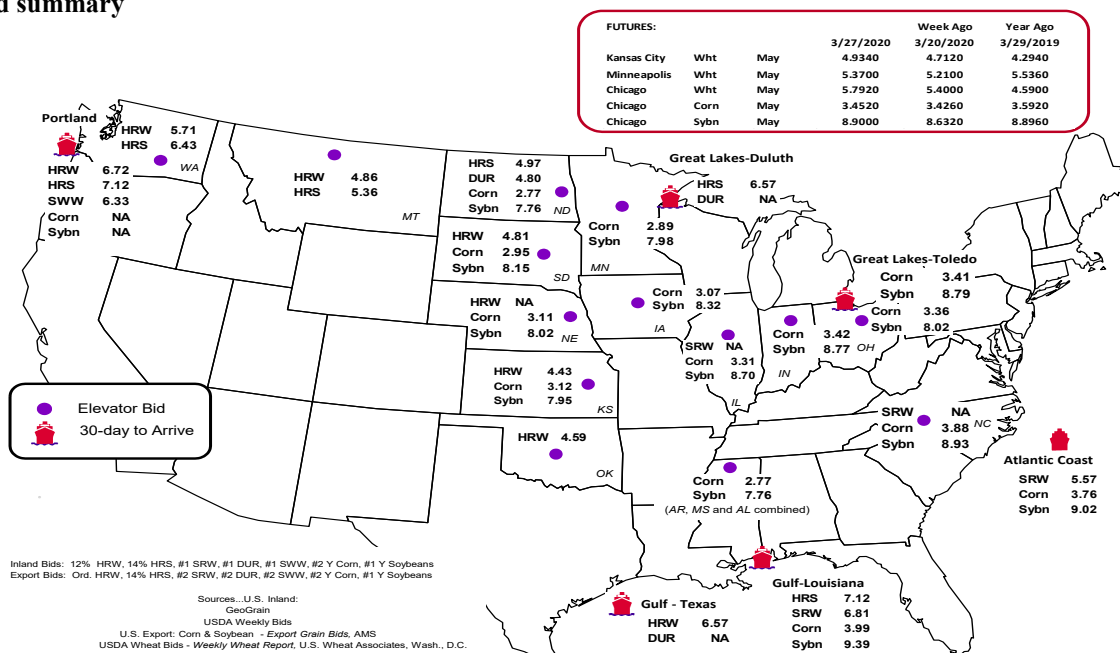 d summary
FUTURES: Week Ago Year Ago
3/27/2020 3/20/2020 3/29/2019
Kansas City Wht May 4.9340 4.7120 4.2940
Minneapolis Wht May 5.3700 5.2100 5.5360
Chicago Wht May 5.7920 5.4000 4.5900
Chicago Corn May 3.4520 3.4260 3.5920
Chicago Sybn May 8.9000 8.6320 8.8960
Portland
HRW 6.72
HRS 7.12
SWW 6.33
Corn NA
Sybn NA
HRW 5.71
HRS 6.43
WA
HRW 4.86
HRS 5.36
MT
HRS 4.97
DUR 4.80
Corn 2.77
Sybn 7.76
ND
HRW 4.81
Corn 2.95
Sybn 8.15
SD
HRW NA
Corn 3.11
Sybn 8.02
NE
HRW 4.43
Corn 3.12
Sybn 7.95
KS
HRW 4.59
OK
Great Lakes-Duluth
HRS 6.57
DUR NA
Corn 2.89
Sybn 7.98
MN
Corn 3.07
Sybn 8.32
IA
SRW NA
Corn 3.31
Sybn 8.70
IL
Corn 3.42
Sybn 8.77
IN
Great Lakes-Toledo
Corn 3.41
Sybn 8.79
Corn 3.36
Sybn 8.02
OH
SRW NA
Corn 3.88
Sybn 8.93
NC
Atlantic Coast
SRW 5.57
Corn 3.76
Sybn 9.02
Corn 2.77
Sybn 7.76
(AR, MS and AL combined)
Gulf-Louisiana
HRS 7.12
SRW 6.81
Corn 3.99
Sybn 9.39
Gulf - Texas
HRW 6.57
DUR NA
Elevator Bid
30-day to Arrive
Inland Bids: 12% HRW, 14% HRS, #1 SRW, #1 DUR, #1 SWW, #2 Y Corn, #1 Y Soybeans
Export Bids: Ord. HRW, 14% HRS, #2 SRW, #2 DUR, #2 SWW, #2 Y Corn, #1 Y Soybeans
Sources...U.S. Inland:
GeoGrain
USDA Weekly Bids
U.S. Export: Corn & Soybean - Export Grain Bids, AMS
USDA Wheat Bids - Weekly Wheat Report, U.S. Wheat Associates, Wash., D.C.